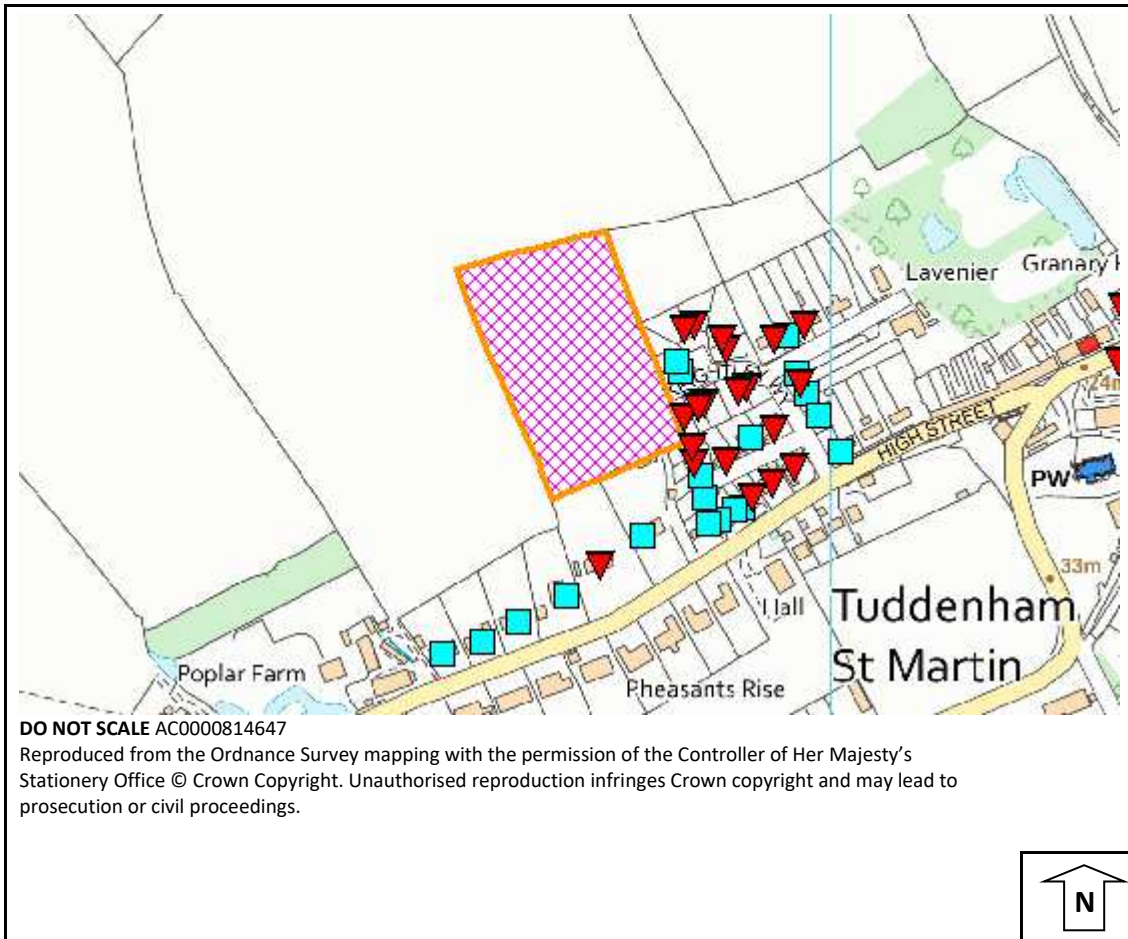 Lavenier
Granary H
24m
HIGH STREET
PW
33m
Hall
Tuddenham
St Martin
Poplar Farm
Pheasants Rise
DO NOT SCALE AC0000814647
Reproduced from the Ordnance Survey mapping with the permission of the Controller of Her Majesty's
Stationery Office © Crown Copyright. Unauthorised reproduction infringes Crown copyright and may lead to
prosecution or civil proceedings.
N